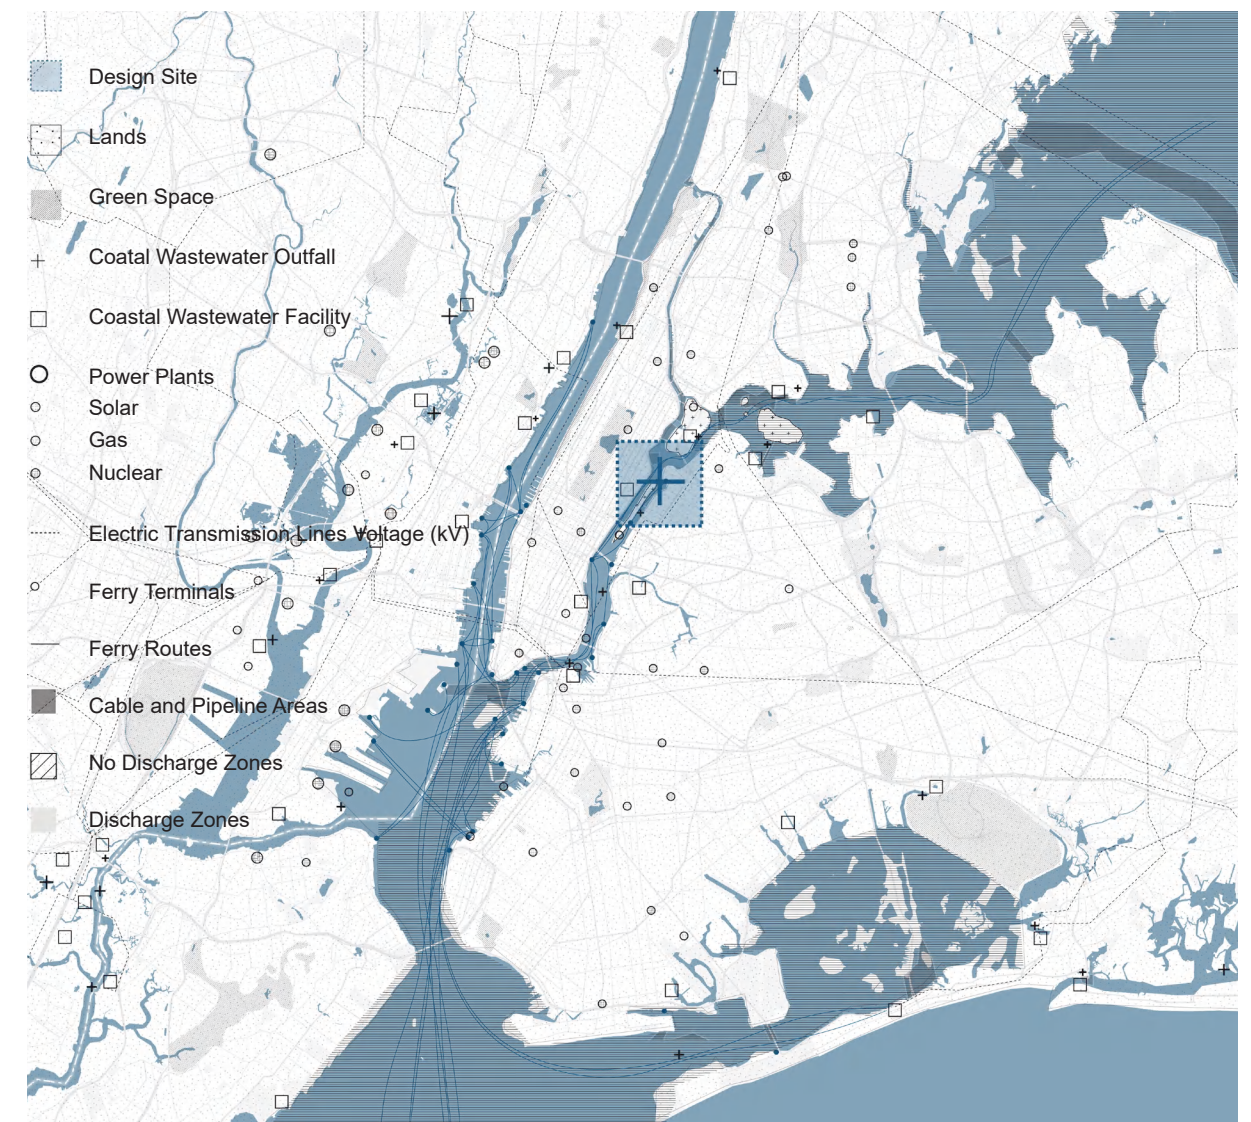 Design Site
Lands
Green Space
Coatal Wastewater Outfall
Coastal Wastewater Facility
Power Plants
Solar
Gas
Nuclear
Electric Transmission Lines Voltage (kV)
Ferry Terminals
Ferry Routes
Cable and Pipeline Areas
No Discharge Zones
Discharge Zones